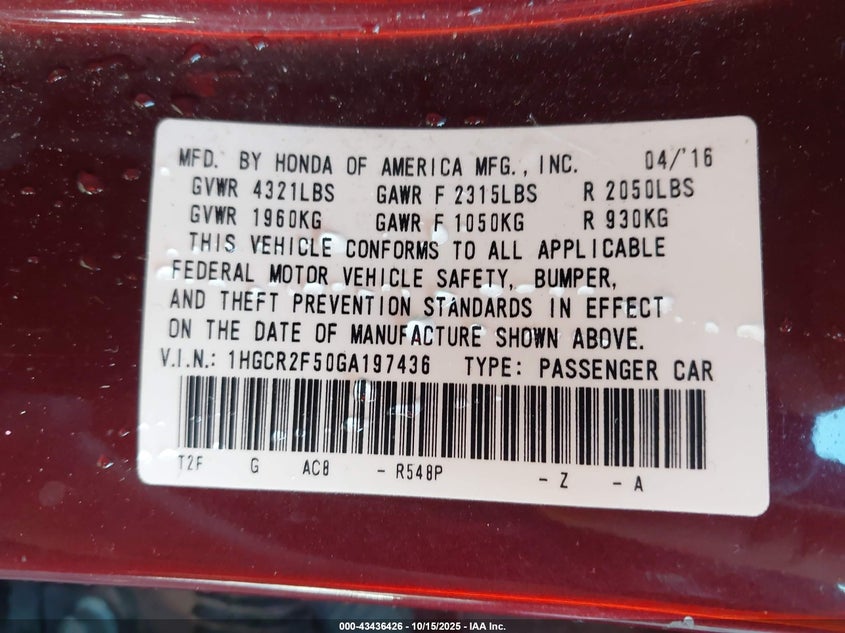 MFD. BY HONDA OF AMERICA MFG., INC. 04/'16
GVWR 4321LBS GAWR F 2315LBS R 2050LBS
GVWR 1960KG GAWR F 1050KG R 930KG
THIS VEHICLE CONFORMS TO ALL APPLICABLE
FEDERAL MOTOR VEHICLE SAFETY, BUMPER,
AND THEFT PREVENTION STANDARDS IN EFFECT
ON THE DATE OF MANUFACTURE SHOWN ABOVE.
V.I.N.: 1HGCR2F50GA197436 TYPE: PASSENGER CAR
T2F G AC8 - R548P - Z - A
000-43436426 - 10/15/2025 - IAA Inc.